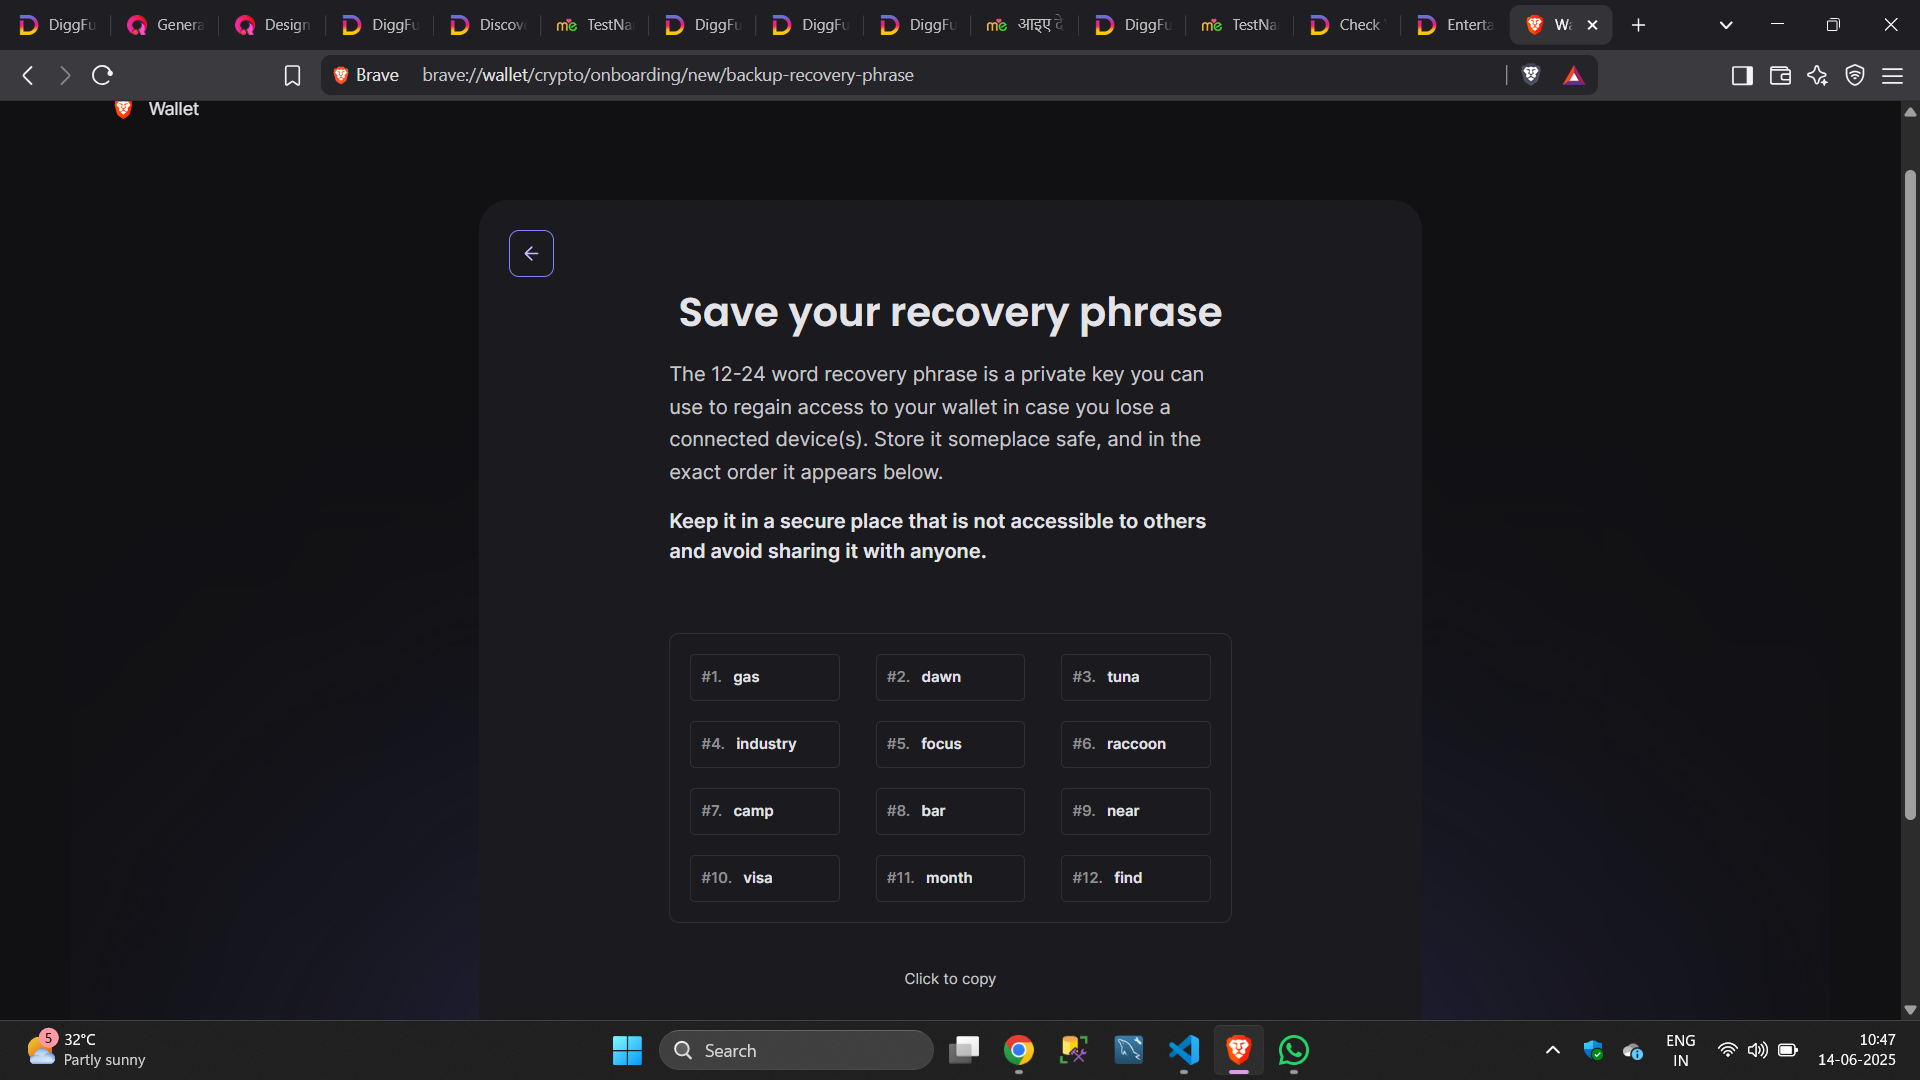 DiggFu
Genera
Design
DiggFu
Discov
TestNa
DiggFu
DiggFu
DiggFu
आइए दे
DiggFu
TestNa
Check
Enterta
Wa
Brave
brave://wallet/crypto/onboarding/new/backup-recovery-phrase
Wallet
Save your recovery phrase
The 12-24 word recovery phrase is a private key you can
use to regain access to your wallet in case you lose a
connected device(s). Store it someplace safe, and in the
exact order it appears below.
Keep it in a secure place that is not accessible to others
and avoid sharing it with anyone.
#1. gas #2. dawn #3. tuna
#4. industry #5. focus #6. raccoon
#7. camp #8. bar #9. near
#10. visa #11. month #12. find
Click to copy
5
32°C
Partly sunny
Search
ENG
IN
10:47
14-06-2025